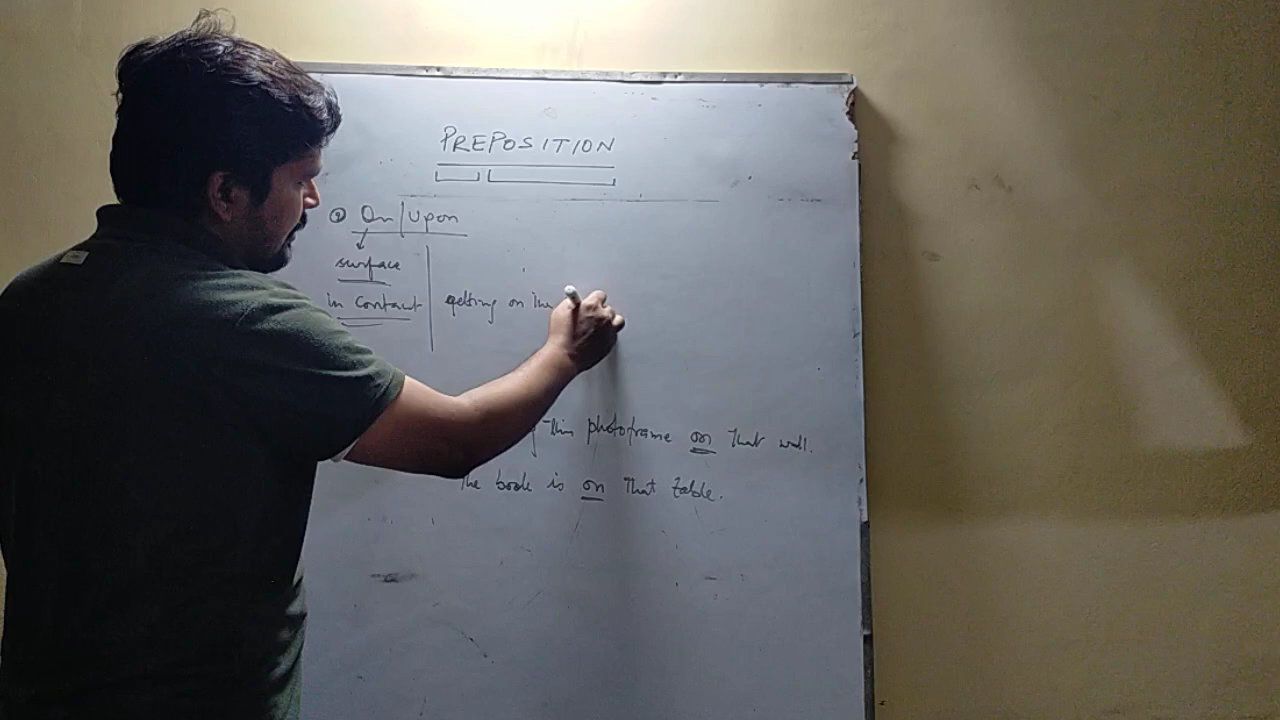 PREPOSITION
On/Upon
surface
in contact
getting on the
This photoframe on that wall.
The book is on that table.